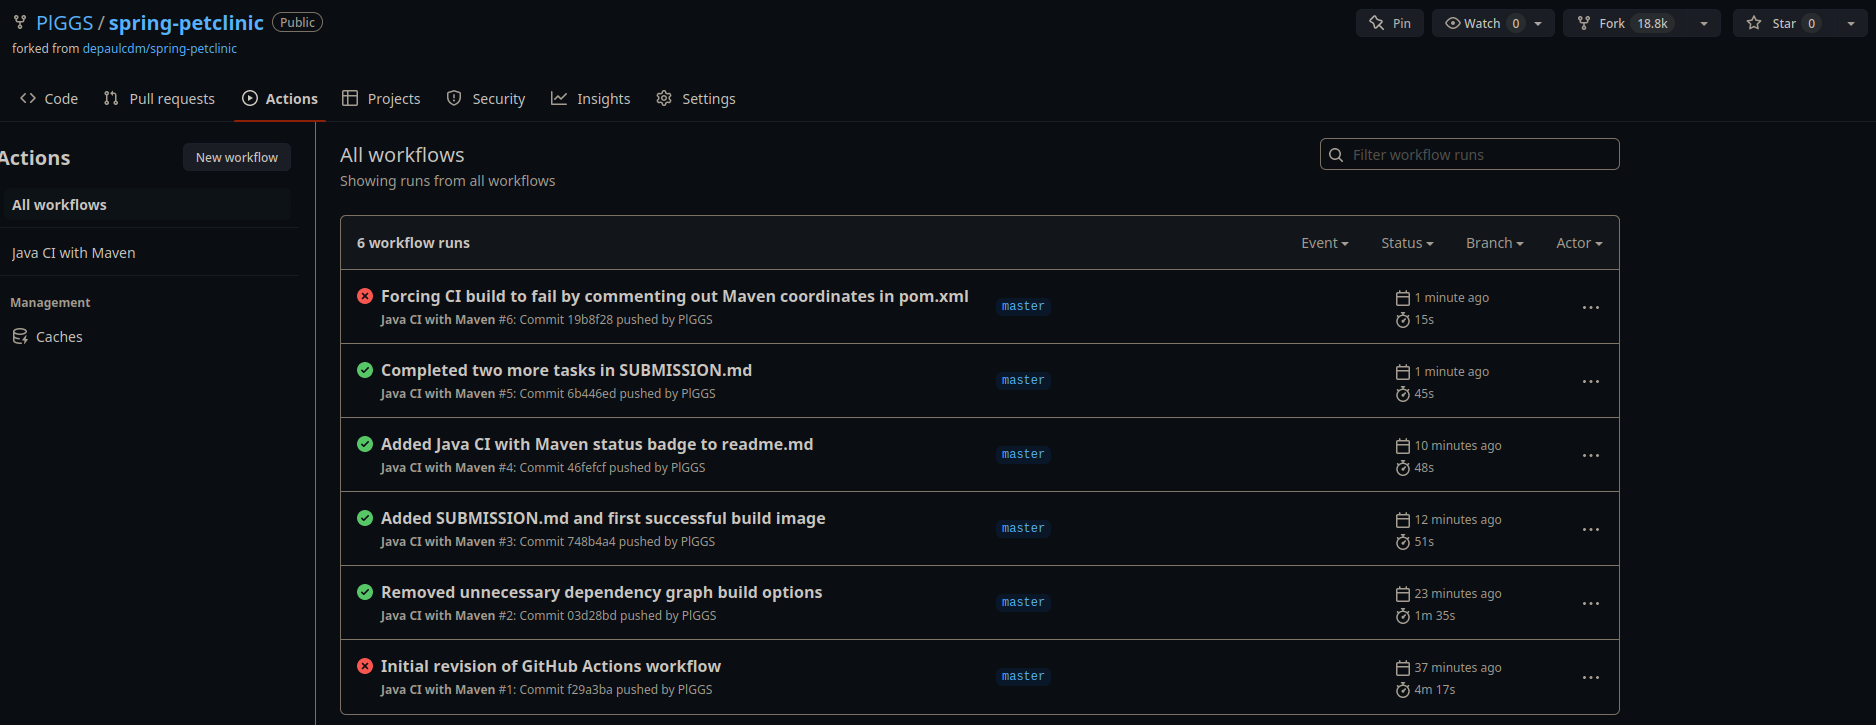 PlGGS / spring-petclinic Public
Pin Watch 0 Fork 18.8k Star 0
forked from depaulcdm/spring-petclinic
Code Pull requests Actions Projects Security Insights Settings
Actions New workflow
All workflows
Java CI with Maven
Management
Caches
All workflows
Showing runs from all workflows
Filter workflow runs
6 workflow runs Event Status Branch Actor
Forcing CI build to fail by commenting out Maven coordinates in pom.xml
Java CI with Maven #6: Commit 19b8f28 pushed by PlGGS
master
1 minute ago
15s
Completed two more tasks in SUBMISSION.md
Java CI with Maven #5: Commit 6b446ed pushed by PlGGS
master
1 minute ago
45s
Added Java CI with Maven status badge to readme.md
Java CI with Maven #4: Commit 46fefcf pushed by PlGGS
master
10 minutes ago
48s
Added SUBMISSION.md and first successful build image
Java CI with Maven #3: Commit 748b4a4 pushed by PlGGS
master
12 minutes ago
51s
Removed unnecessary dependency graph build options
Java CI with Maven #2: Commit 03d28bd pushed by PlGGS
master
23 minutes ago
1m 35s
Initial revision of GitHub Actions workflow
Java CI with Maven #1: Commit f29a3ba pushed by PlGGS
master
37 minutes ago
4m 17s